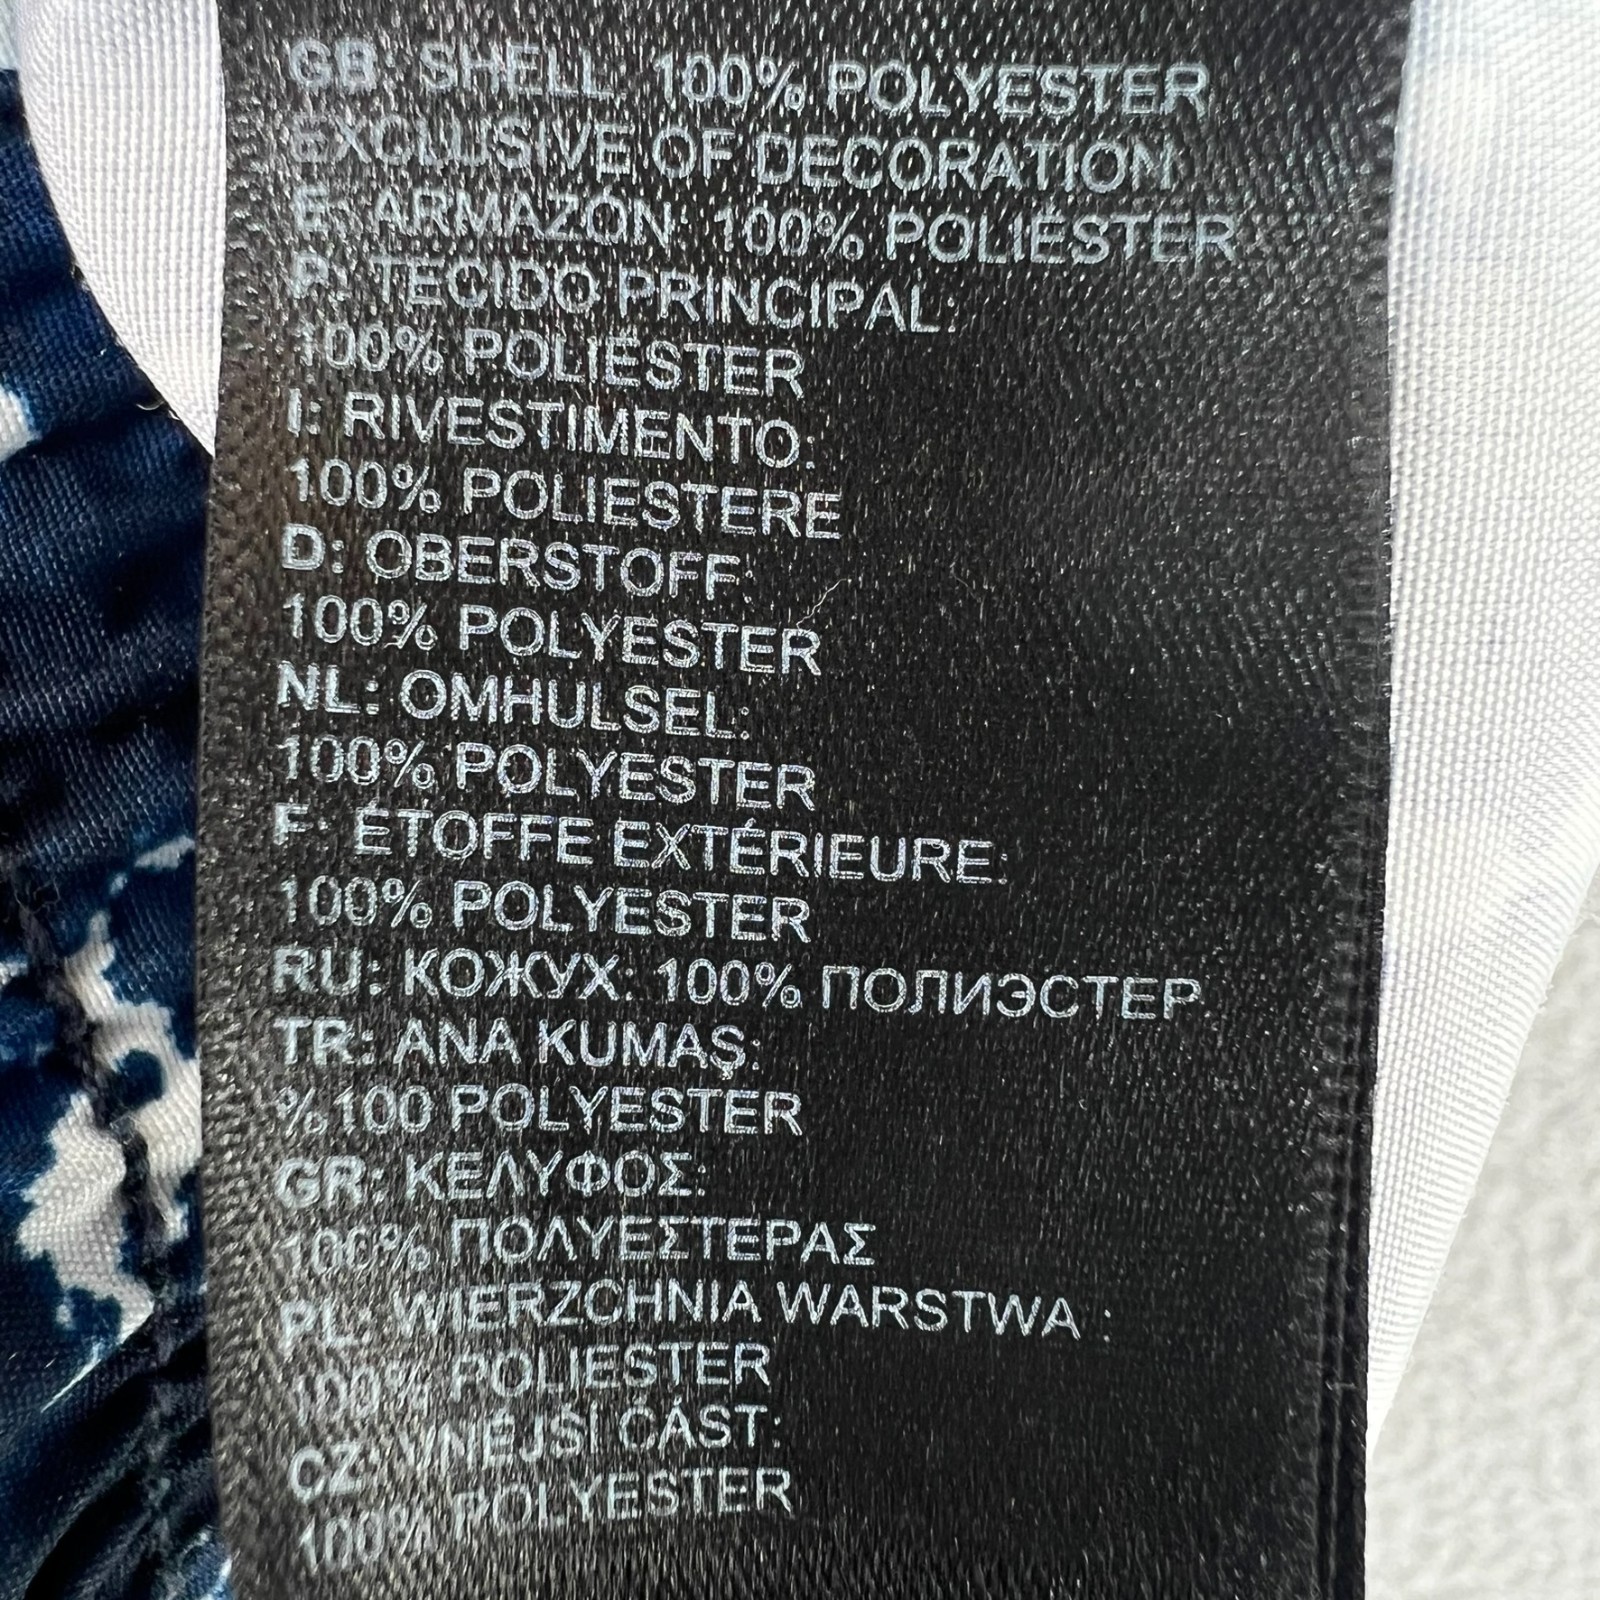 GB: SHELL: 100% POLYESTER
EXCLUSIVE OF DECORATION
E: ARMAZÓN: 100% POLIÉSTER
P: TECIDO PRINCIPAL:
100% POLIÉSTER
I: RIVESTIMENTO:
100% POLIESTERE
D: OBERSTOFF:
100% POLYESTER
NL: OMHULSEL:
100% POLYESTER
F: ÉTOFFE EXTÉRIEURE:
100% POLYESTER
RU: КОЖУХ: 100% ПОЛИЭСТЕР
TR: ANA KUMAŞ:
%100 POLYESTER
GR: ΚΕΛΥΦΟΣ:
100% ΠΟΛΥΕΣΤΕΡΑΣ
PL: WIERZCHNIA WARSTWA :
100% POLIESTER
CZ: VNĚJŠÍ ČÁST:
100% POLYESTER